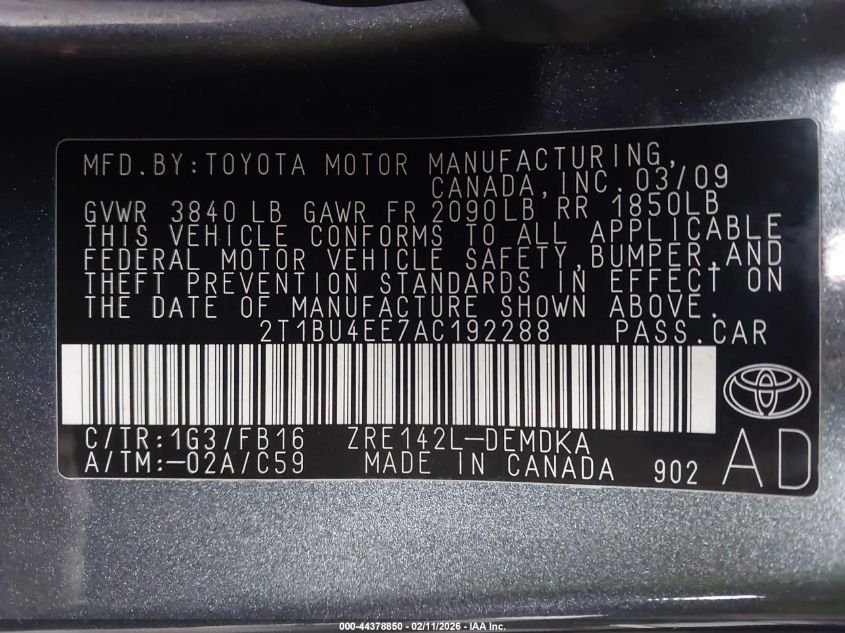 MFD.BY:TOYOTA MOTOR MANUFACTURING,
CANADA,INC. 03/09
GVWR 3840 LB GAWR FR 2090LB RR 1850LB
THIS VEHICLE CONFORMS TO ALL APPLICABLE
FEDERAL MOTOR VEHICLE SAFETY,BUMPER,AND
THEFT PREVENTION STANDARDS IN EFFECT ON
THE DATE OF MANUFACTURE SHOWN ABOVE.
2T1BU4EE7AC192288 PASS.CAR
C/TR:1G3/FB16 ZRE142L-DEMDKA
A/TM:-02A/C59 MADE IN CANADA 902 AD
000-44378850 - 02/11/2026 - IAA Inc.